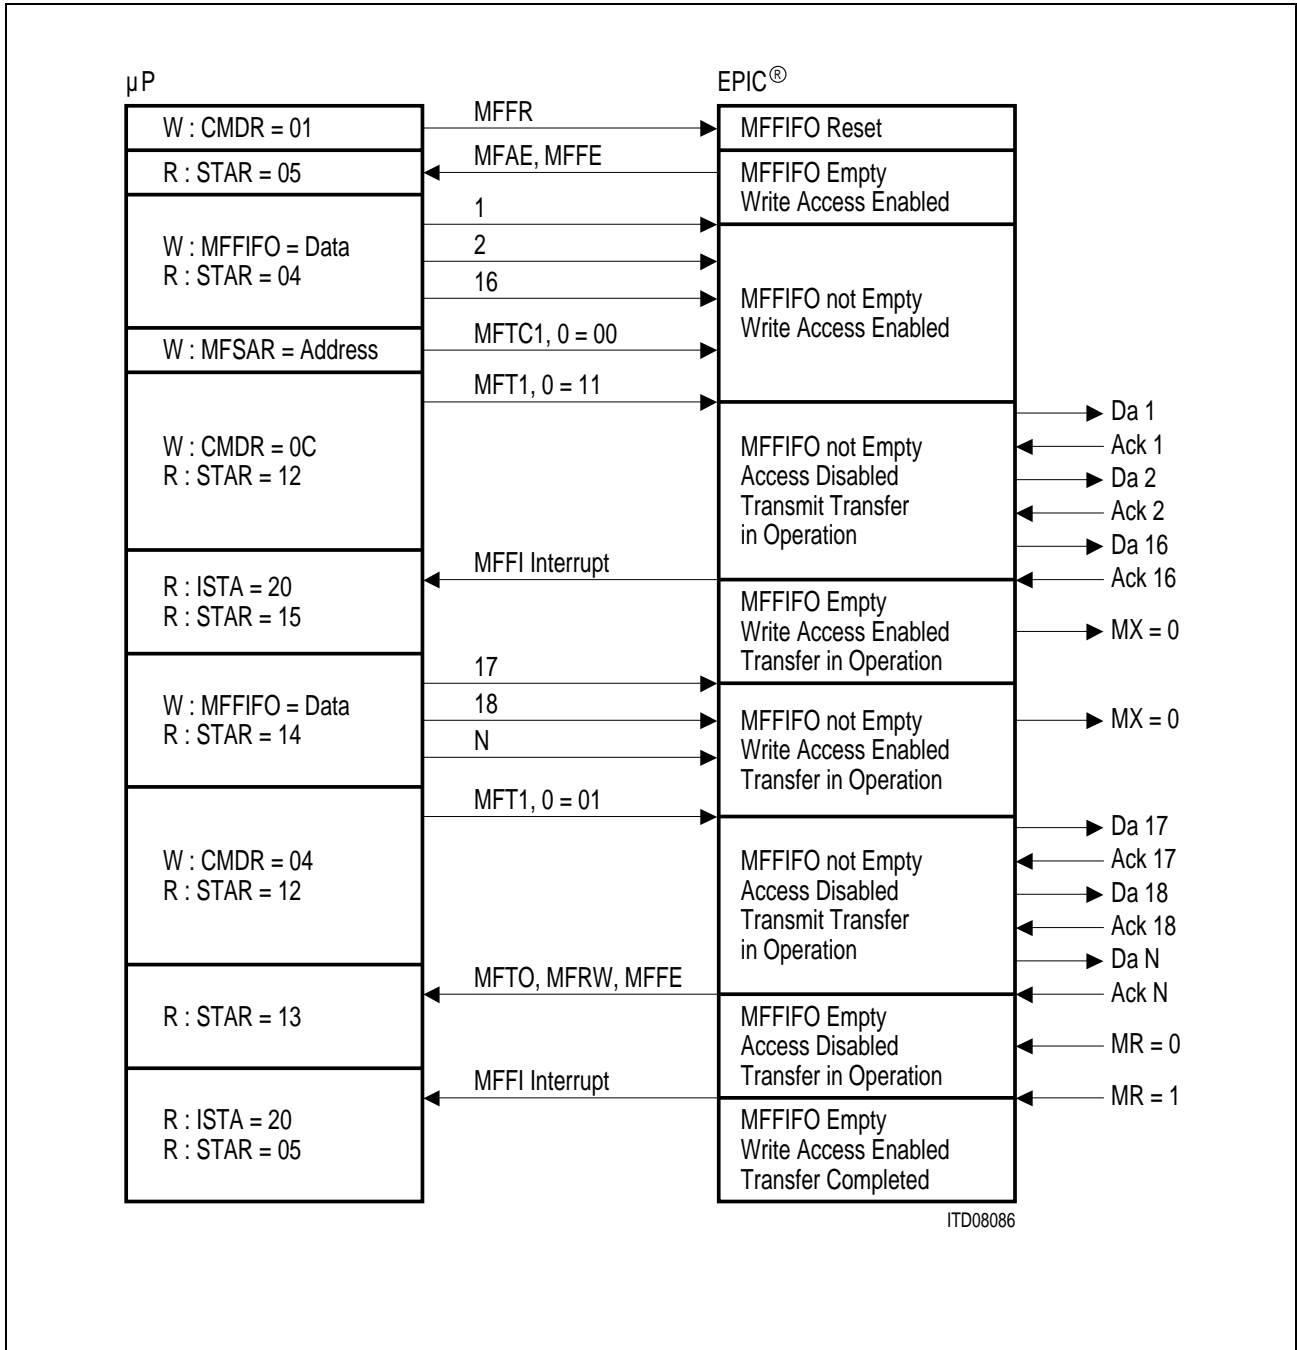 µP
EPIC®
W : CMDR = 01
MFFR
MFFIFO Reset
R : STAR = 05
MFAE, MFFE
MFFIFO Empty
Write Access Enabled
W : MFFIFO = Data
R : STAR = 04
1
2
16
MFFIFO not Empty
Write Access Enabled
W : MFSAR = Address
MFTC1, 0 = 00
MFT1, 0 = 11
W : CMDR = 0C
R : STAR = 12
MFFIFO not Empty
Access Disabled
Transmit Transfer
in Operation
Da 1
Ack 1
Da 2
Ack 2
Da 16
Ack 16
MFFI Interrupt
R : ISTA = 20
R : STAR = 15
MFFIFO Empty
Write Access Enabled
Transfer in Operation
MX = 0
W : MFFIFO = Data
R : STAR = 14
17
18
N
MFFIFO not Empty
Write Access Enabled
Transfer in Operation
MX = 0
MFT1, 0 = 01
W : CMDR = 04
R : STAR = 12
MFFIFO not Empty
Access Disabled
Transmit Transfer
in Operation
Da 17
Ack 17
Da 18
Ack 18
Da N
Ack N
MFTO, MFRW, MFFE
R : STAR = 13
MFFIFO Empty
Access Disabled
Transfer in Operation
MR = 0
MR = 1
MFFI Interrupt
R : ISTA = 20
R : STAR = 05
MFFIFO Empty
Write Access Enabled
Transfer Completed
ITD08086